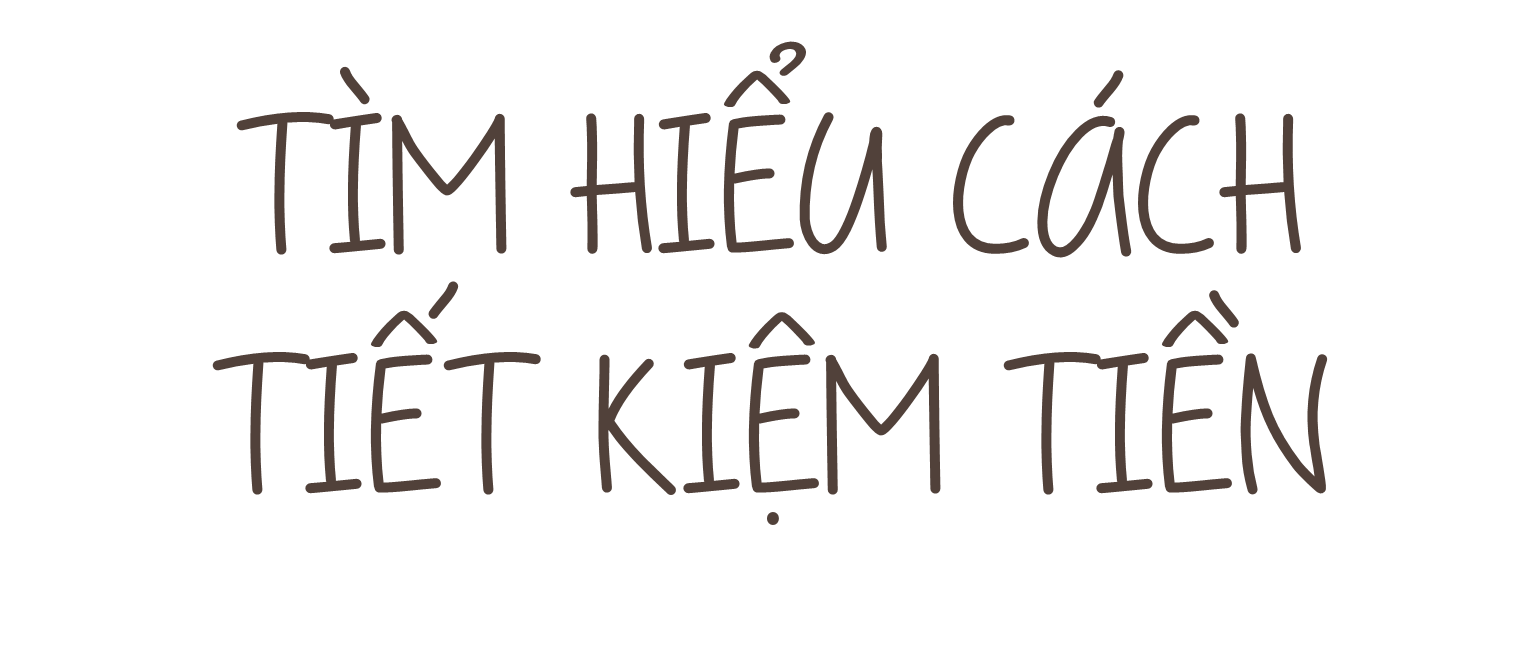 TÌM HIỂU CÁCH
TIẾT KIỆM TIỀN